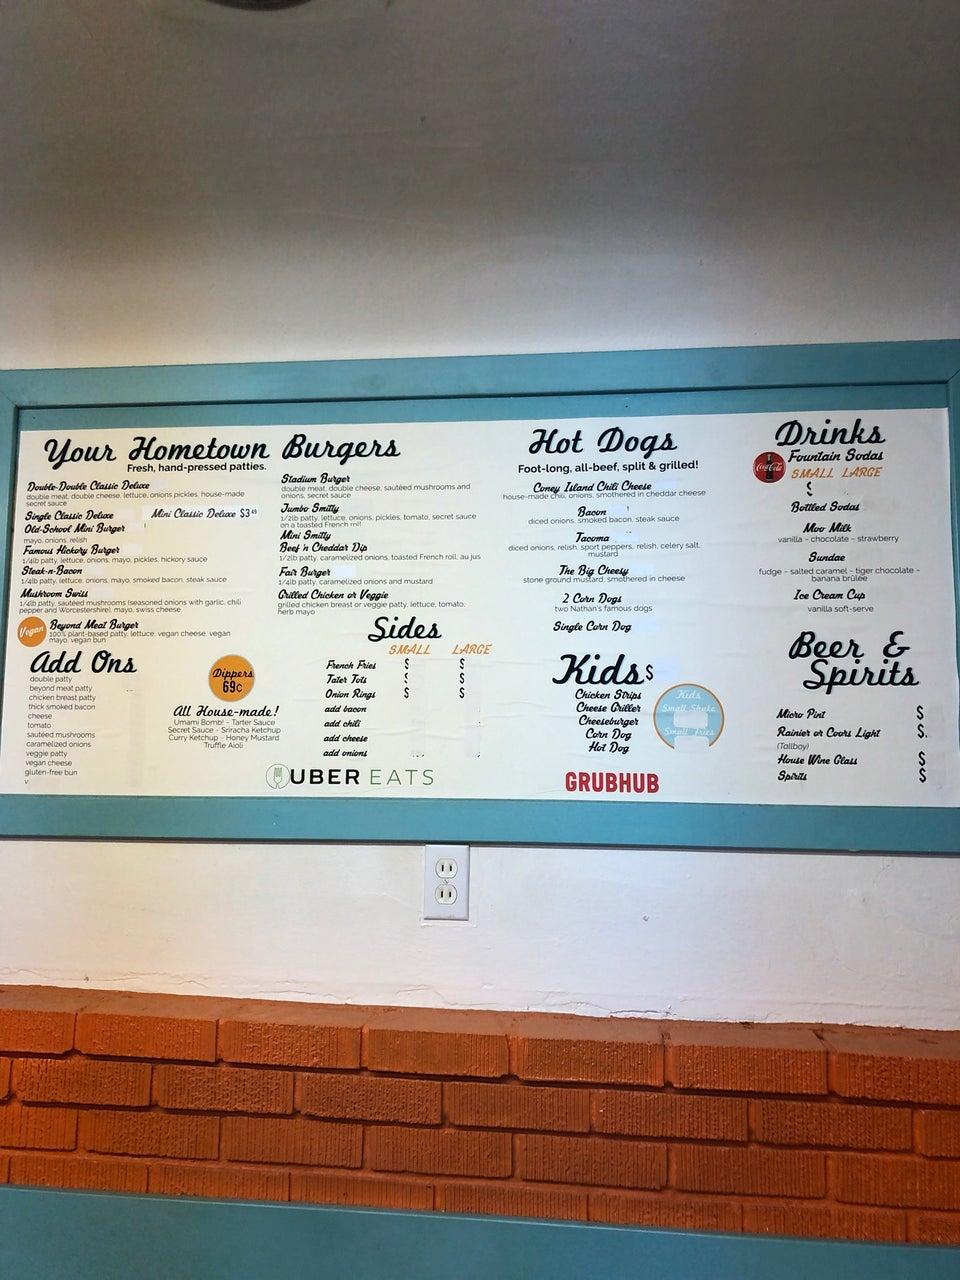 Your Hometown Burgers
Fresh, hand-pressed patties.
Double-Double Classic Deluxe
double meat, double cheese, lettuce, onions pickles, house-made
secret sauce
Single Classic Deluxe
Mini Classic Deluxe $3.49
Old-School Mini Burger
mayo, onions, relish
Famous Hickory Burger
1/4lb patty, lettuce, onions, mayo, pickles, hickory sauce
Steak-n-Bacon
1/4lb patty, lettuce, onions, mayo, smoked bacon, steak sauce
Mushroom Swiss
1/4lb patty, sautéed mushrooms (seasoned onions with garlic, chili
pepper and Worcestershire), mayo, swiss cheese
Vegan
Beyond Meat Burger
100% plant-based patty, lettuce, vegan cheese, vegan
mayo, vegan bun
Stadium Burger
double meat, double cheese, sautéed mushrooms and
onions, secret sauce
Jumbo Smitty
1/2lb patty, lettuce, onions, pickles, tomato, secret sauce
on a toasted French roll
Mini Smitty
Beef 'n Cheddar Dip
1/2lb patty, caramelized onions, toasted French roll, au jus
Fair Burger
1/4lb patty, caramelized onions and mustard
Grilled Chicken or Veggie
grilled chicken breast or veggie patty, lettuce, tomato,
herb mayo
Add Ons
double patty
beyond meat patty
chicken breast patty
thick smoked bacon
cheese
tomato
sautéed mushrooms
caramelized onions
veggie patty
vegan cheese
gluten-free bun
v
Dippers
69¢
All House-made!
Umami Bomb! - Tarter Sauce
Secret Sauce - Sriracha Ketchup
Curry Ketchup - Honey Mustard
Truffle Aioli
Sides
SMALL LARGE
French Fries $ $
Tater Tots $ $
Onion Rings $ $
add bacon
add chili
add cheese
add onions
UBER EATS
Hot Dogs
Foot-long, all-beef, split & grilled!
Coney Island Chili Cheese
house-made chili, onions, smothered in cheddar cheese
Bacon
diced onions, smoked bacon, steak sauce
Tacoma
diced onions, relish, sport peppers, relish, celery salt,
mustard
The Big Cheesy
stone ground mustard, smothered in cheese
2 Corn Dogs
two Nathan's famous dogs
Single Corn Dog
Kids $
Chicken Strips
Cheese Griller
Cheeseburger
Corn Dog
Hot Dog
Kids
Small Shake
Small fries
GRUBHUB
Drinks
Coca-Cola
Fountain Sodas
SMALL LARGE
$
Bottled Sodas
Moo Milk
vanilla - chocolate - strawberry
Sundae
fudge - salted caramel - tiger chocolate -
banana brûlée
Ice Cream Cup
vanilla soft-serve
Beer &
Spirits
Micro Pint $
Rainier or Coors Light $.
(Tallboy)
House Wine Glass $
Spirits $